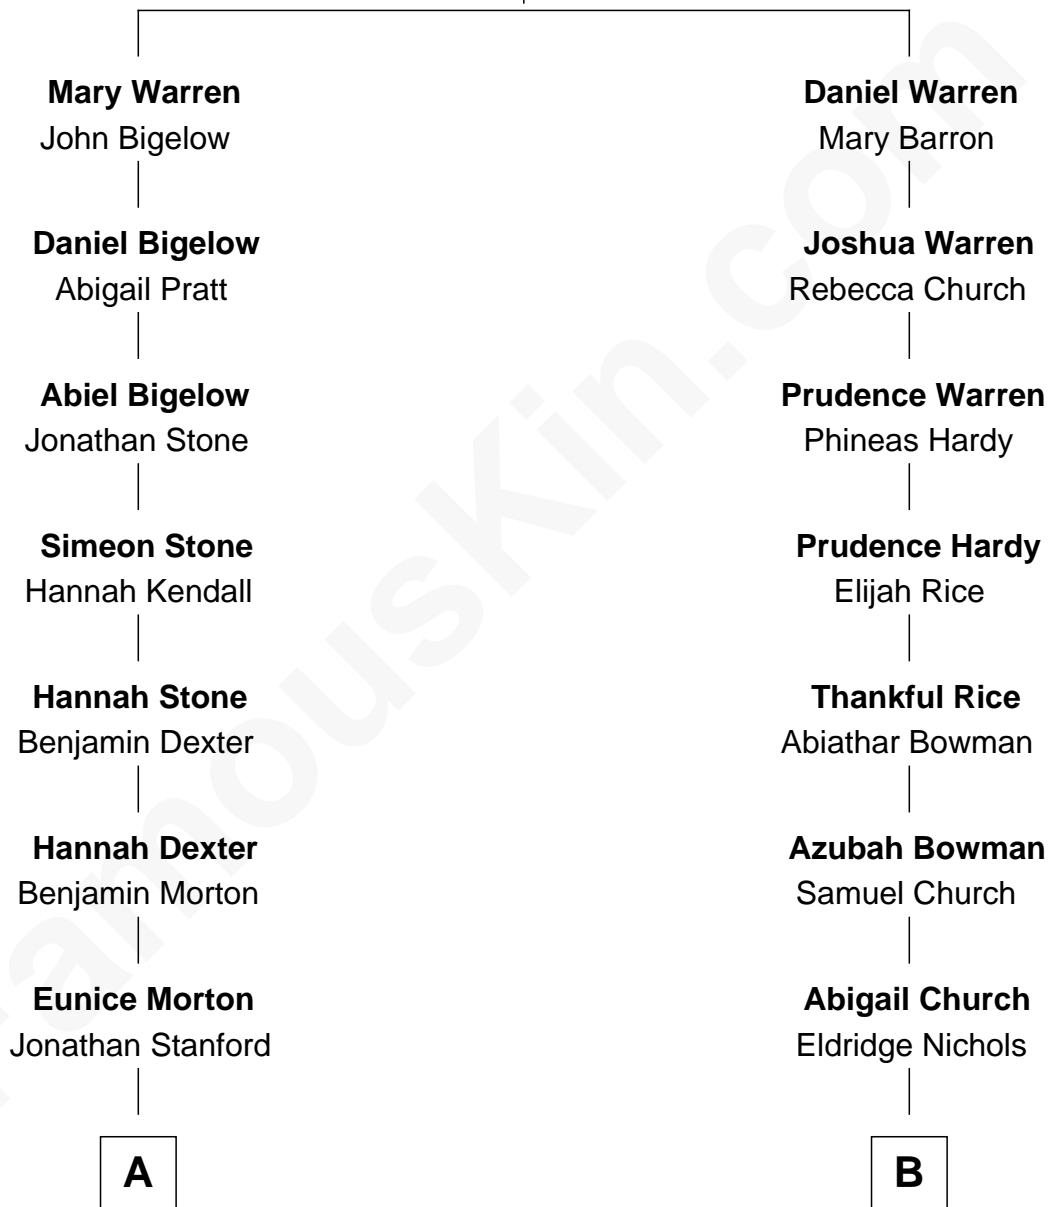 Mary Warren
John Bigelow
Daniel Warren
Mary Barron
Daniel Bigelow
Abigail Pratt
Joshua Warren
Rebecca Church
Abiel Bigelow
Jonathan Stone
Prudence Warren
Phineas Hardy
Simeon Stone
Hannah Kendall
Prudence Hardy
Elijah Rice
Hannah Stone
Benjamin Dexter
Thankful Rice
Abiathar Bowman
Hannah Dexter
Benjamin Morton
Azubah Bowman
Samuel Church
Eunice Morton
Jonathan Stanford
Abigail Church
Eldridge Nichols
A
B
FamousKin.com